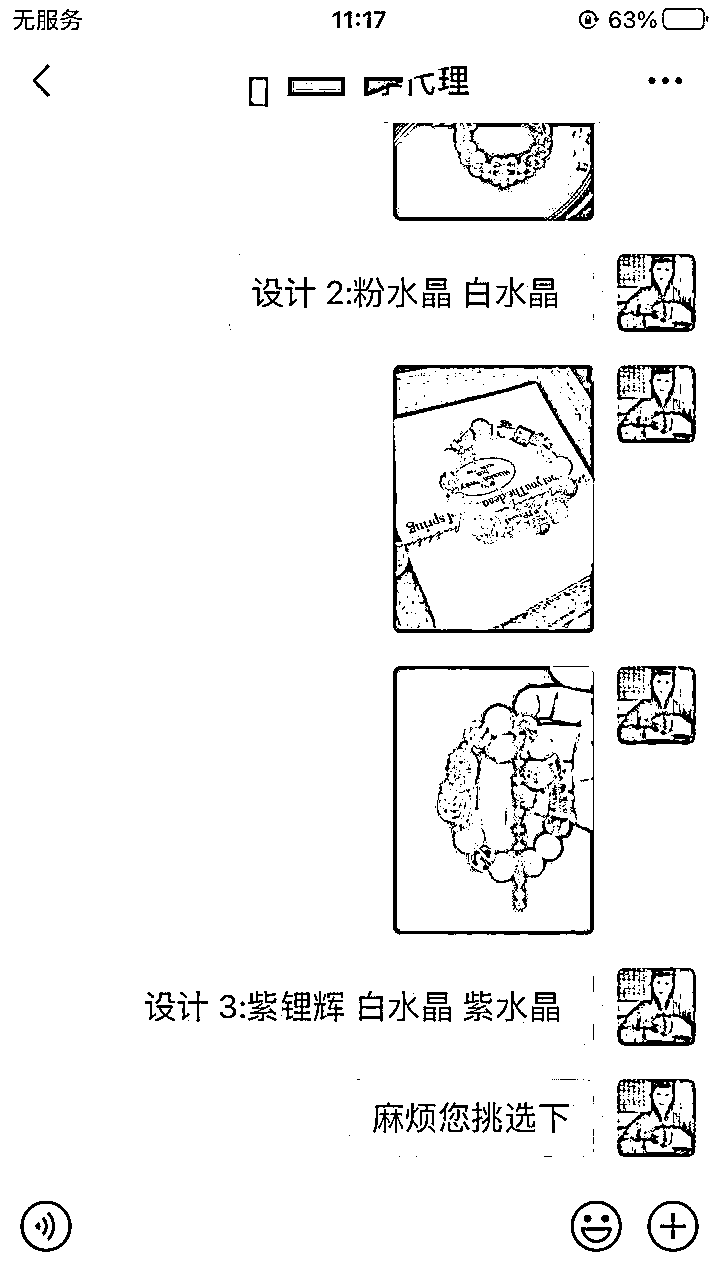 无服务
11:17
63%
代理
设计 2:粉水晶 白水晶
spring
设计 3:紫锂辉 白水晶 紫水晶
麻烦您挑选下